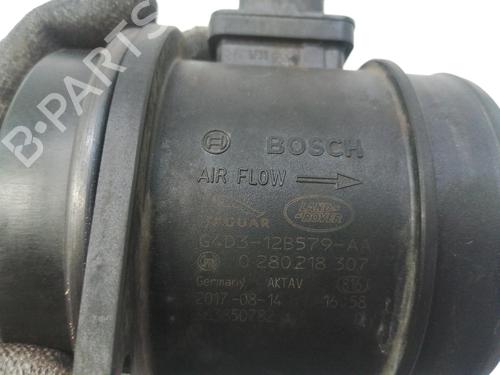 B-PARTS
BOSCH
AIR FLOW
JAGUAR LAND-ROVER
G4D3-12B579-AA
0 280 218 307
Germany AKTAV 816
2017-08-14 16:58